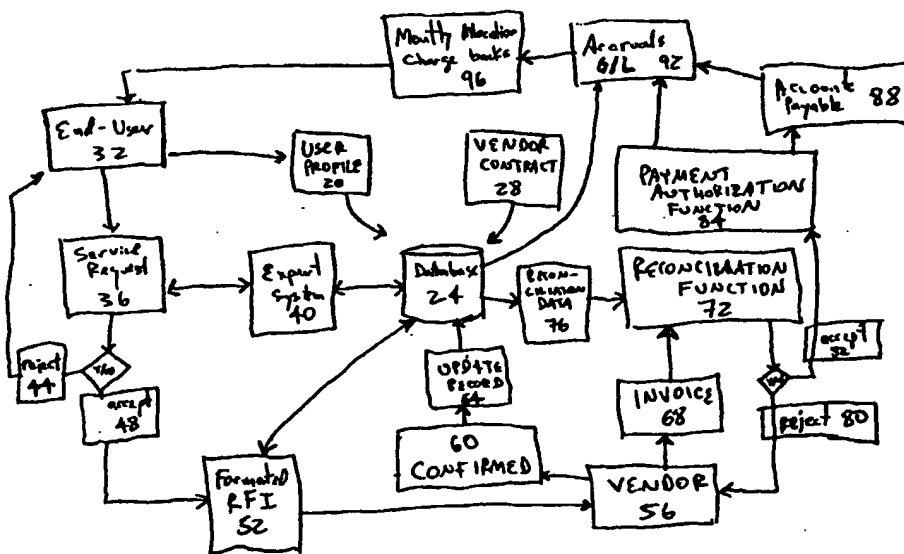 Monthly Allocation
Charge backs
96
Accruals
G/L 92
Accounts
Payable 88
End-User
32
USER
PROFILE
20
VENDOR
CONTRACT
28
PAYMENT
AUTHORIZATION
FUNCTION
84
Service
Request
36
Expert
System
40
Database
24
RECON-
CILIATION
DATA
76
RECONCILIATION
FUNCTION
72
reject
44
Y/N
accept
48
UPDATE
RECORD
64
INVOICE
68
accept
82
reject 80
60
CONFIRMED
Formatted
RFI
52
VENDOR
56